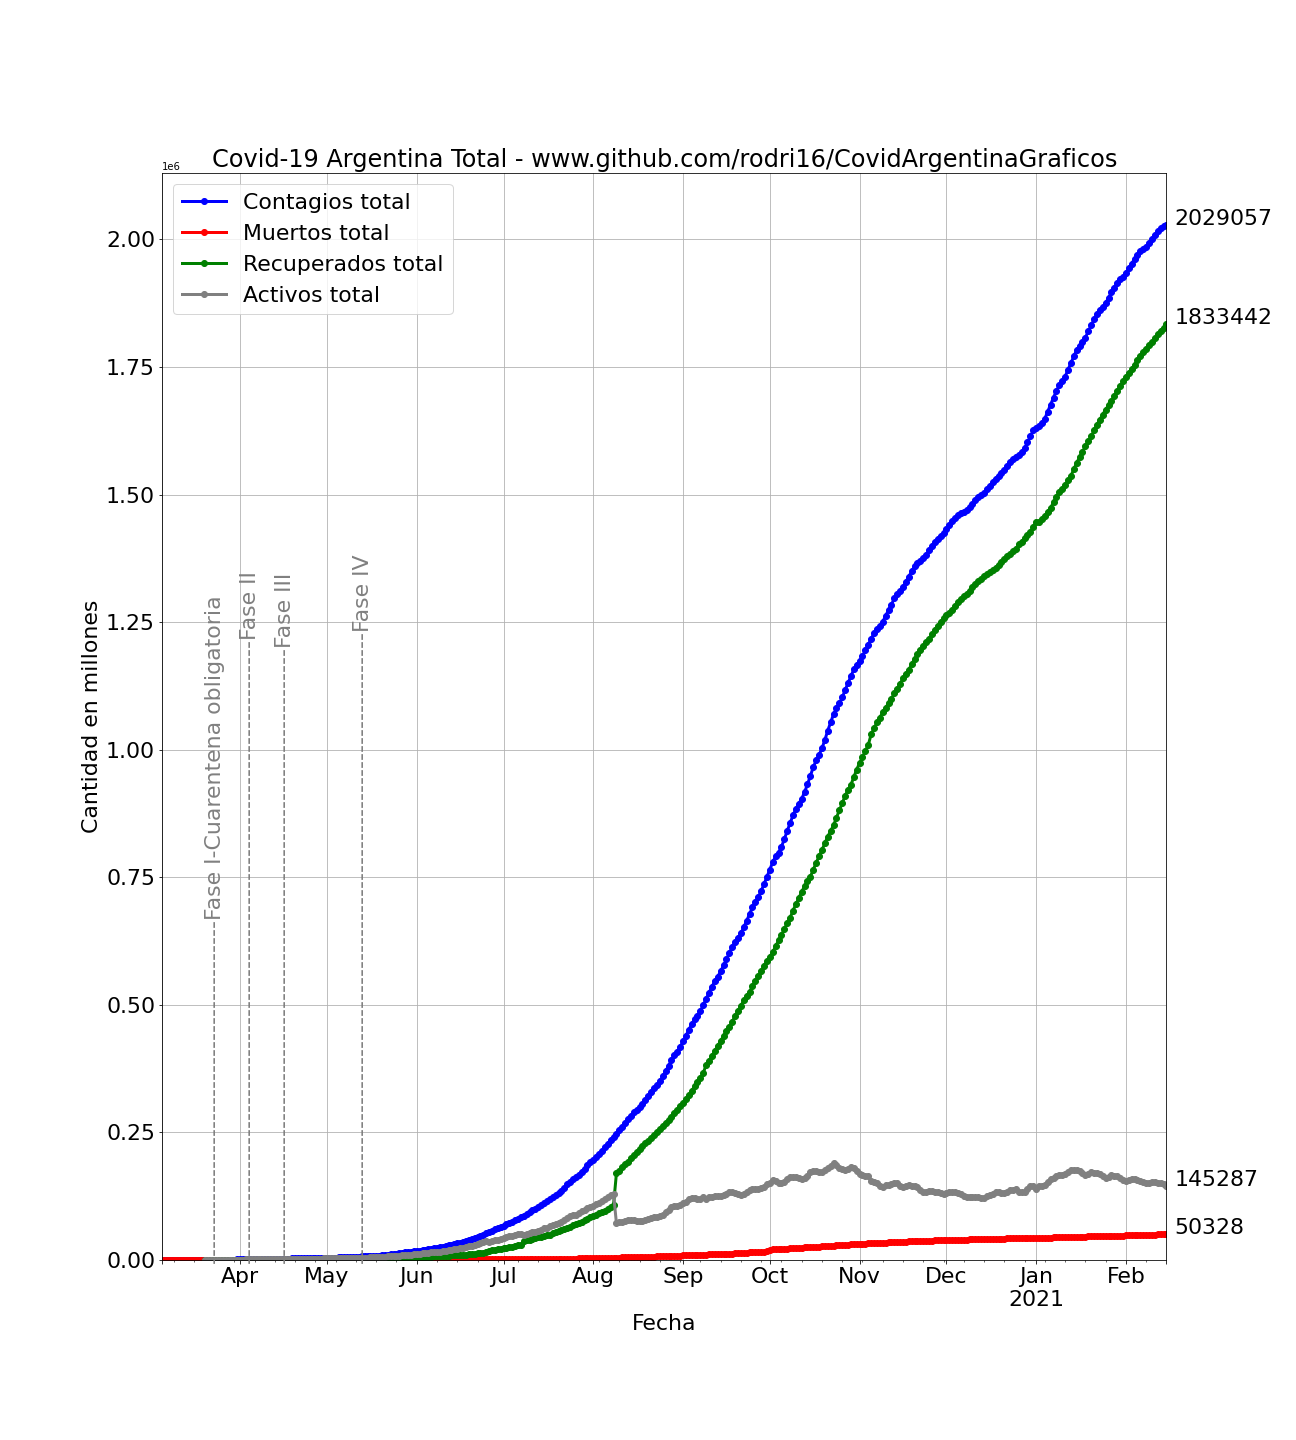 Covid-19 Argentina Total - www.github.com/rodri16/CovidArgentinaGraficos
1e6
Contagios total
Muertos total
Recuperados total
Activos total
2029057
1833442
145287
50328
2.00
1.75
1.50
1.25
1.00
0.75
0.50
0.25
0.00
Cantidad en millones
Fase I-Cuarentena obligatoria
Fase II
Fase III
Fase IV
Apr May Jun Jul Aug Sep Oct Nov Dec Jan Feb
2021
Fecha